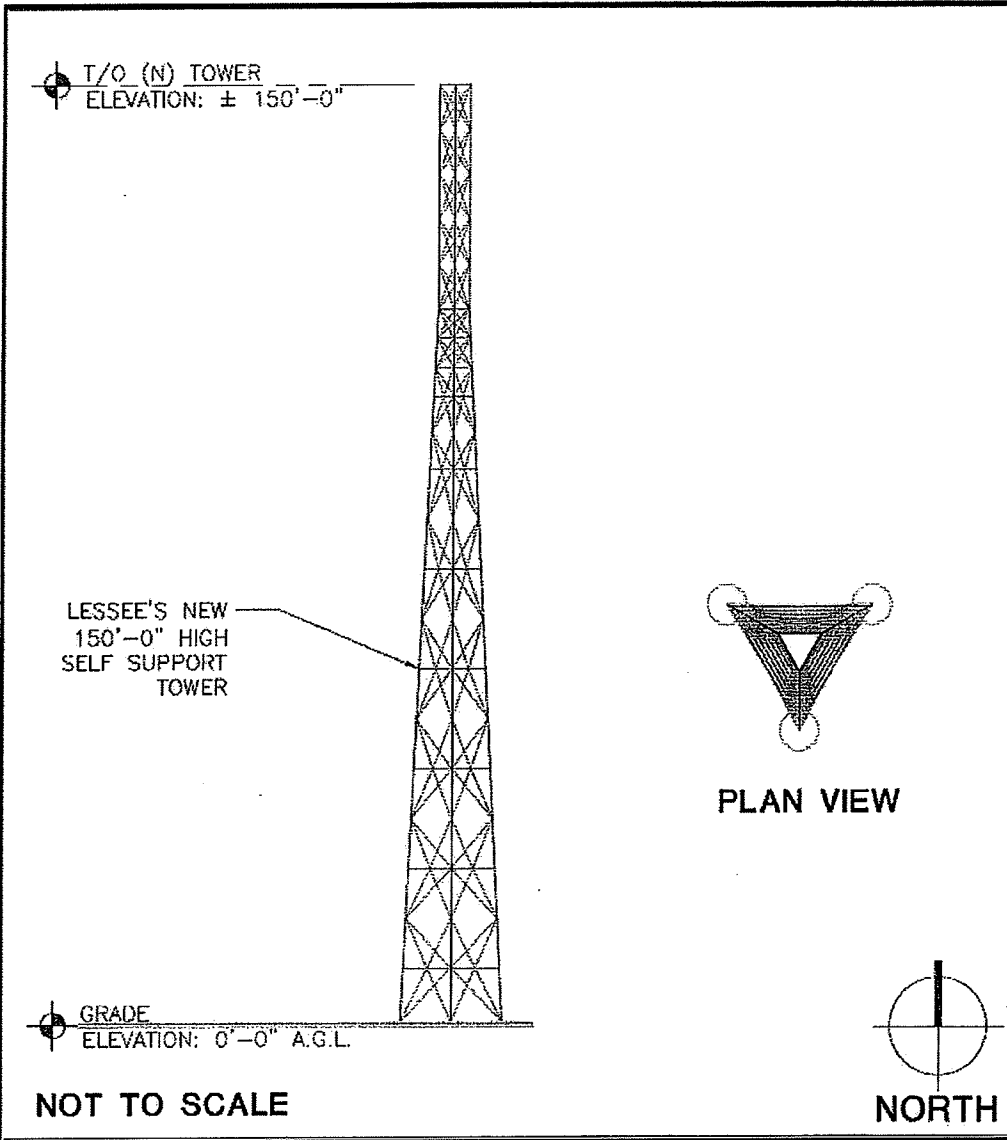 T/O (N) TOWER
ELEVATION: ± 150'-0"
LESSEE'S NEW
150'-0" HIGH
SELF SUPPORT
TOWER
PLAN VIEW
GRADE
ELEVATION: 0'-0" A.G.L.
NOT TO SCALE
NORTH